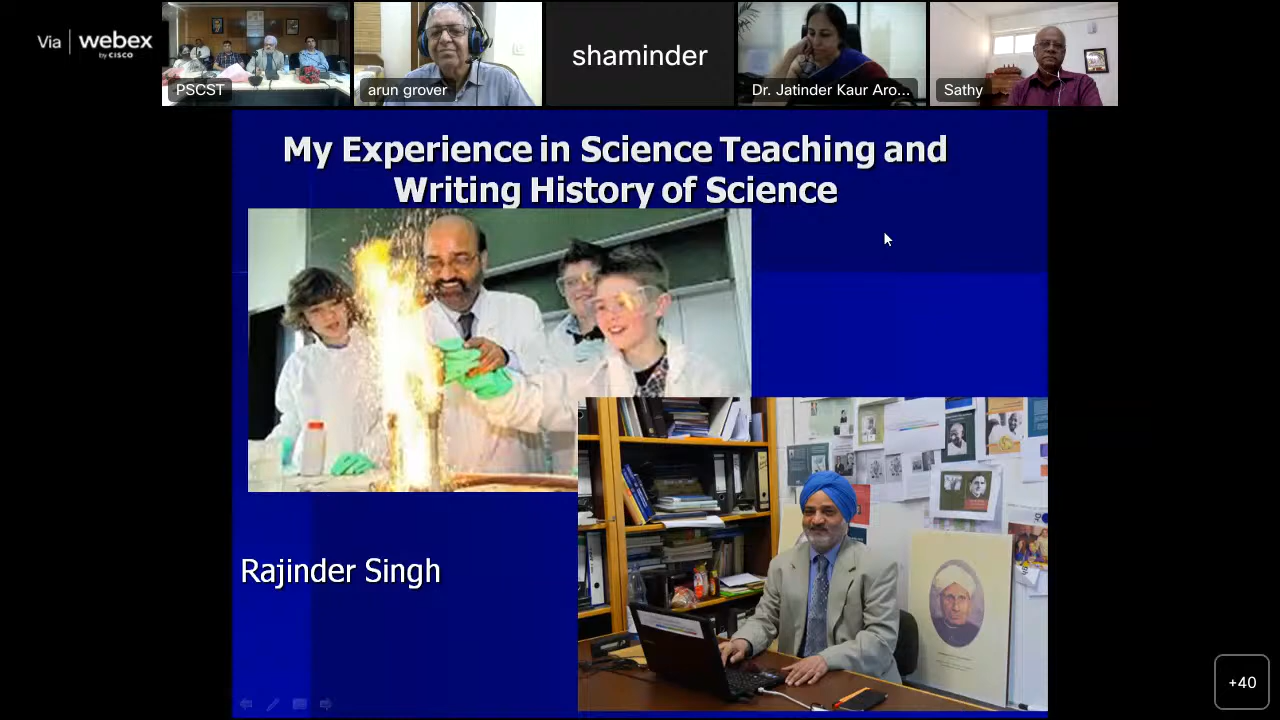 Via webex
by CISCO
PSCST
arun grover
shaminder
Dr. Jatinder Kaur Aro...
Sathy
My Experience in Science Teaching and
Writing History of Science
Rajinder Singh
+40